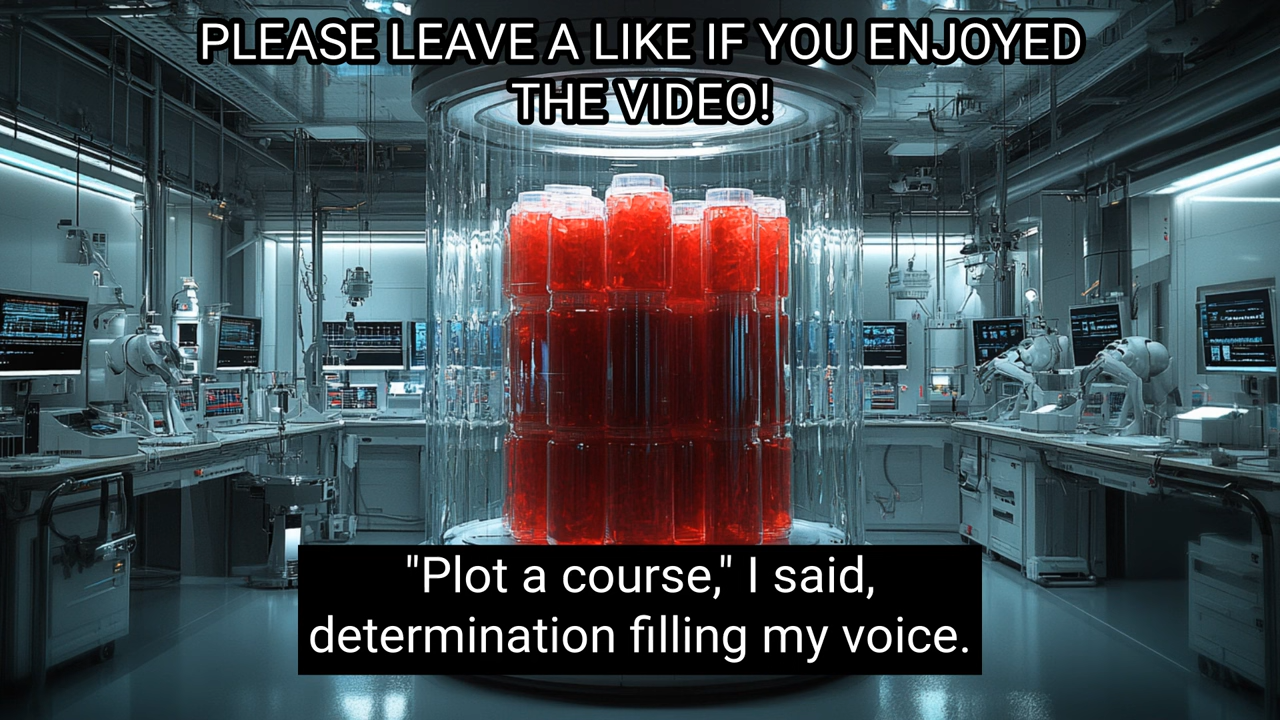 PLEASE LEAVE A LIKE IF YOU ENJOYED
THE VIDEO!
"Plot a course," I said,
determination filling my voice.